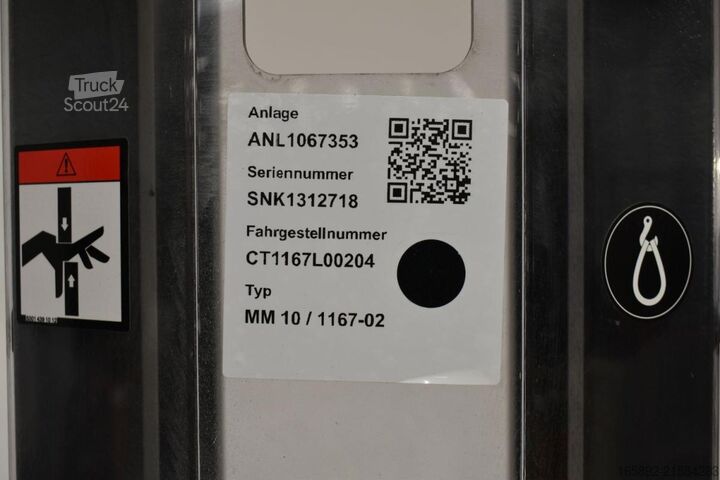 Truck
Scout24
Anlage
ANL1067353
Seriennummer
SNK1312718
Fahrgestellnummer
CT1167L00204
Typ
MM 10 / 1167-02